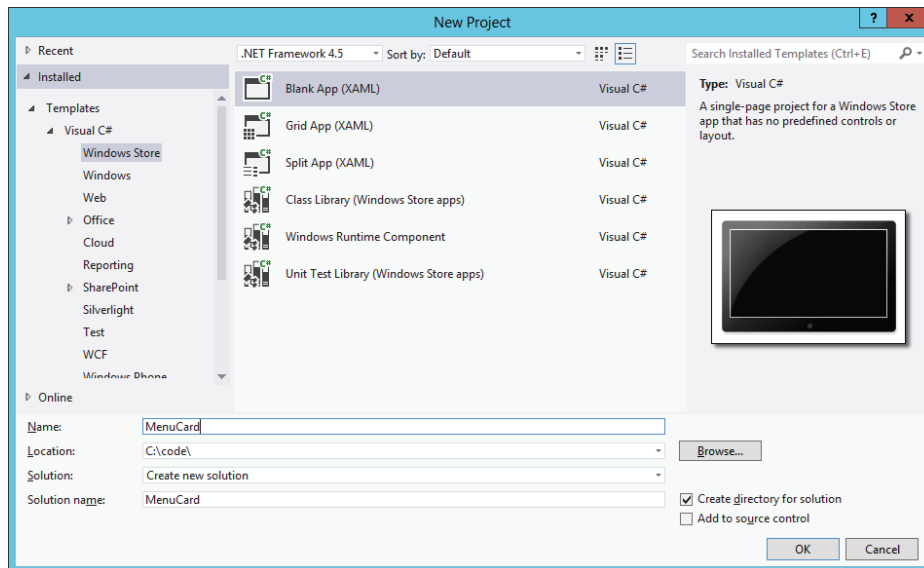 New Project
? x
Recent
Installed
Templates
Visual C#
Windows Store
Windows
Web
Office
Cloud
Reporting
SharePoint
Silverlight
Test
WCF
Windows Phone
Online
.NET Framework 4.5 Sort by: Default
C# Blank App (XAML) Visual C#
C# Grid App (XAML) Visual C#
C# Split App (XAML) Visual C#
C# Class Library (Windows Store apps) Visual C#
C# Windows Runtime Component Visual C#
C# Unit Test Library (Windows Store apps) Visual C#
Search Installed Templates (Ctrl+E)
Type: Visual C#
A single-page project for a Windows Store
app that has no predefined controls or
layout.
Name: MenuCard
Location: C:\code\
Browse...
Solution: Create new solution
Solution name: MenuCard
Create directory for solution
Add to source control
OK Cancel